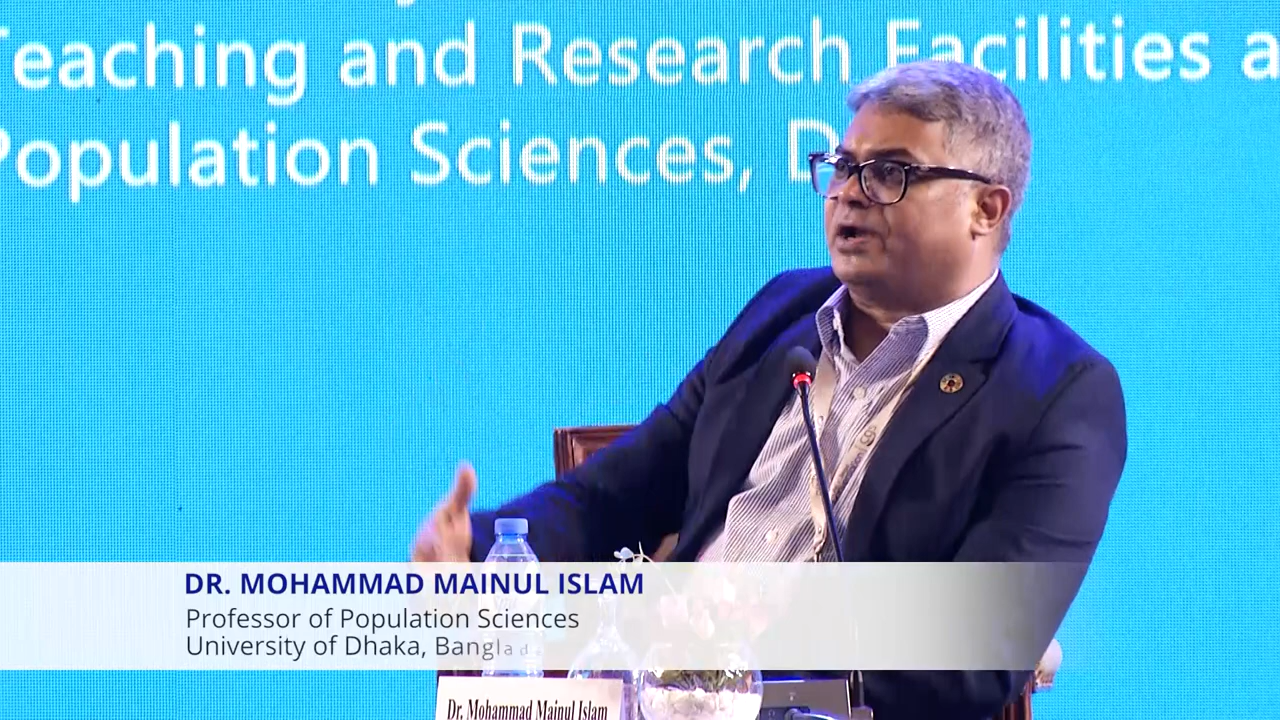 Teaching and Research Facilities a
Population Sciences, D
DR. MOHAMMAD MAINUL ISLAM
Professor of Population Sciences
University of Dhaka, Banglad
Dr. Mohammad Mainul Islam